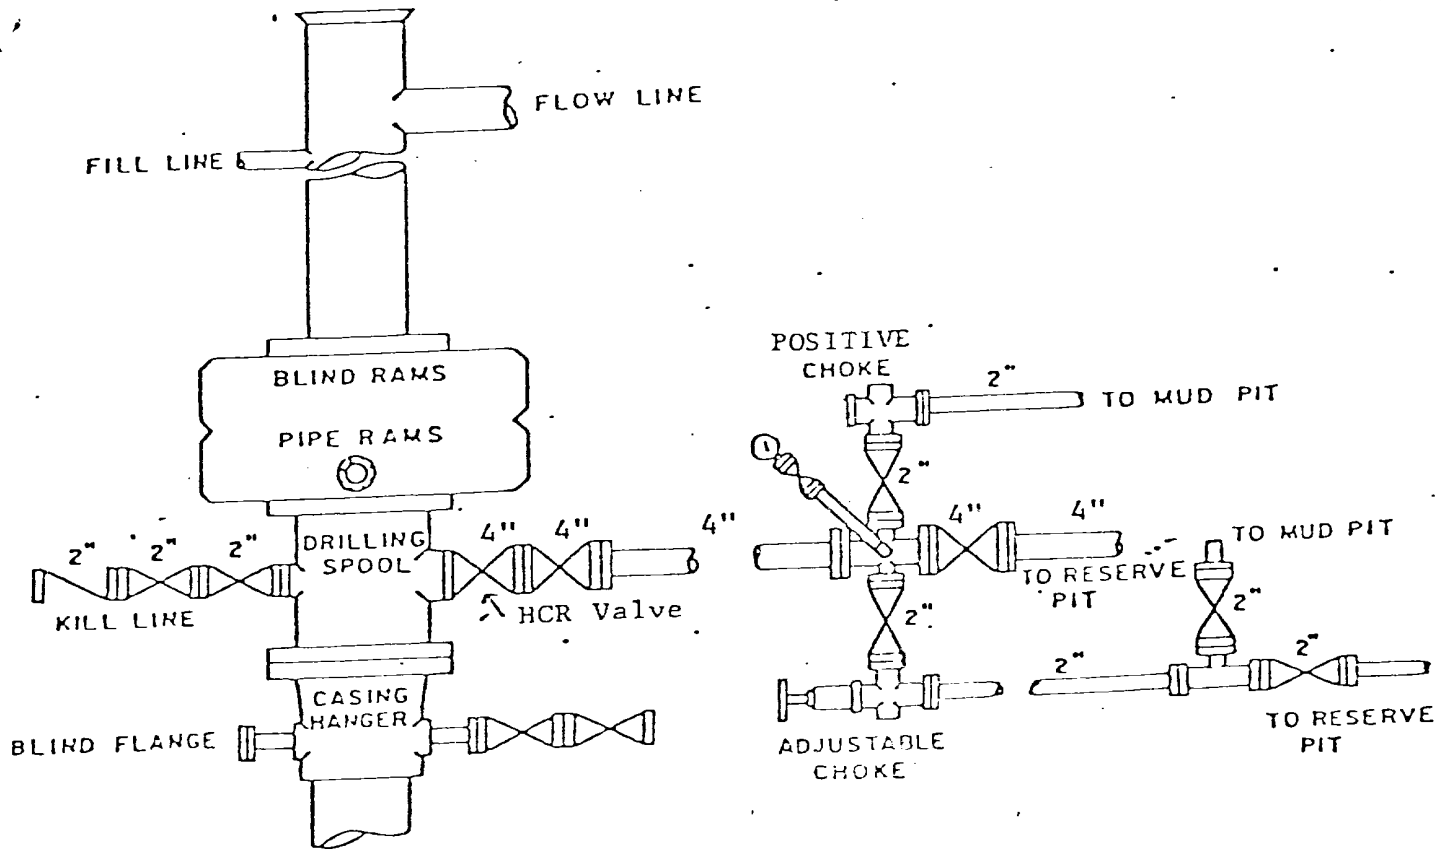 FLOW LINE
FILL LINE
BLIND RAMS
PIPE RAMS
DRILLING
SPOOL
2"
2"
2"
KILL LINE
4"
4"
4"
HCR Valve
CASING
HANGER
BLIND FLANGE
POSITIVE
CHOKE
2"
TO MUD PIT
2"
4"
4"
TO RESERVE
PIT
2"
ADJUSTABLE
CHOKE
TO MUD PIT
2"
2"
2"
TO RESERVE
PIT